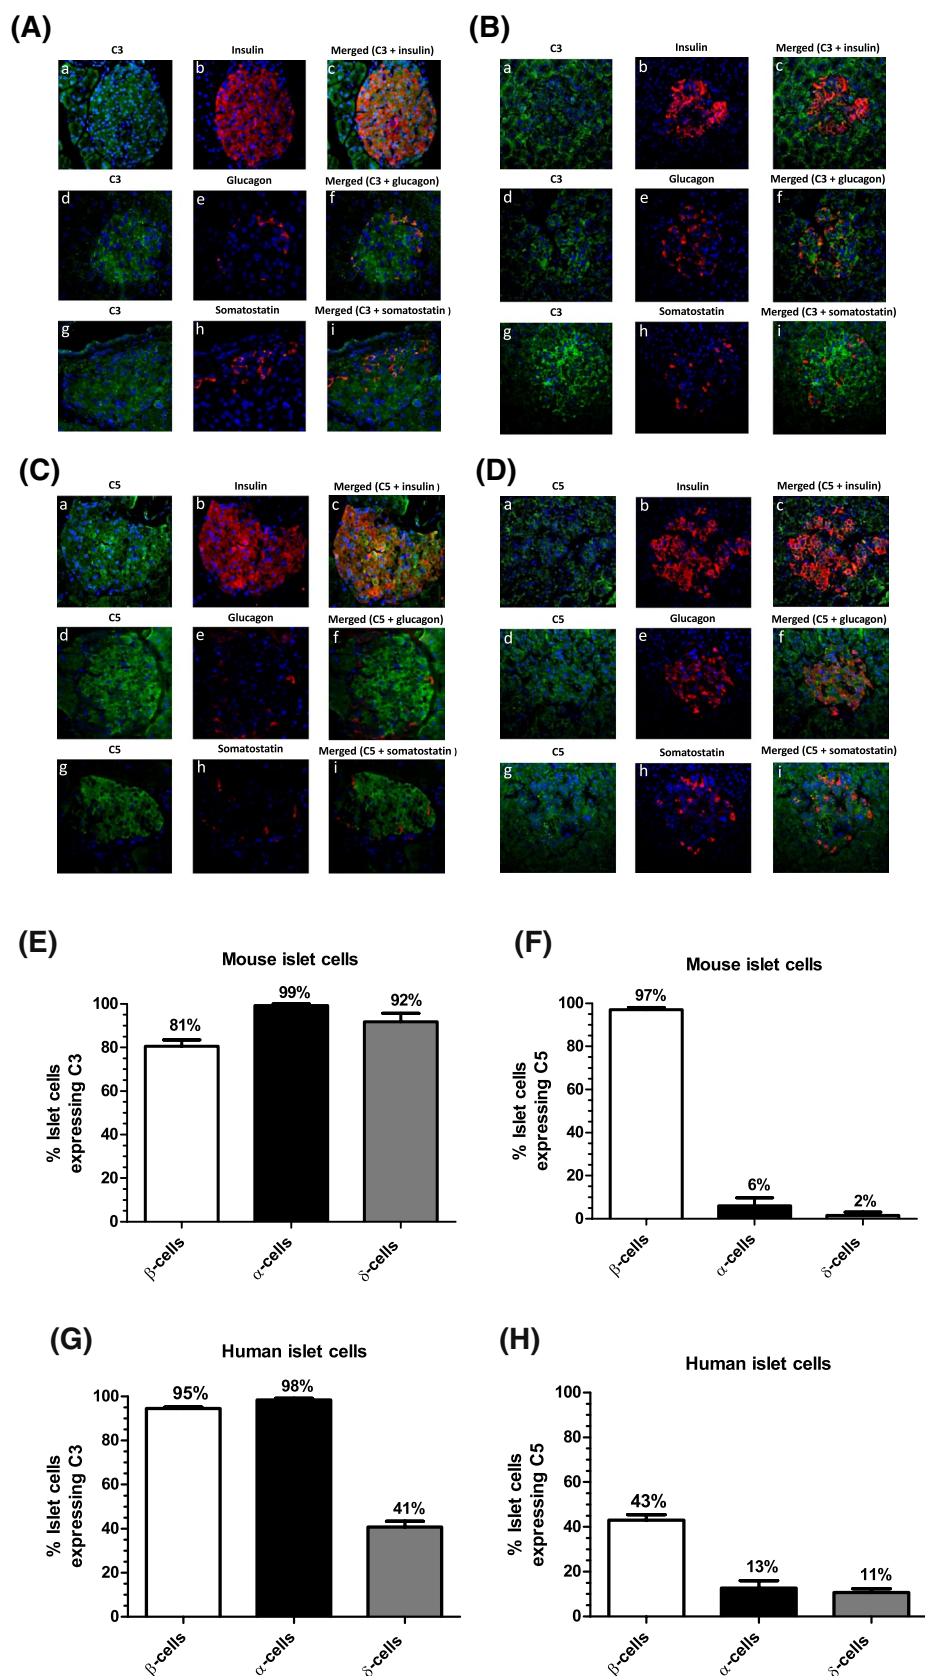 (A)
C3 Insulin Merged (C3 + insulin)
a b c
C3 Glucagon Merged (C3 + glucagon)
d e f
C3 Somatostatin Merged (C3 + somatostatin )
g h i
(B)
C3 Insulin Merged (C3 + insulin)
a b c
C3 Glucagon Merged (C3 + glucagon)
d e f
C3 Somatostatin Merged (C3 + somatostatin)
g h i
(C)
C5 Insulin Merged (C5 + insulin )
a b c
C5 Glucagon Merged (C5 + glucagon)
d e f
C5 Somatostatin Merged (C5 + somatostatin )
g h i
(D)
C5 Insulin Merged (C5 + insulin)
a b c
C5 Glucagon Merged (C5 + glucagon)
d e f
C5 Somatostatin Merged (C5 + somatostatin)
g h i
(E)
Mouse islet cells
% Islet cells
expressing C3
100
80
60
40
20
0
81% 99% 92%
β-cells α-cells δ-cells
(F)
Mouse islet cells
% Islet cells
expressing C5
100
80
60
40
20
0
97% 6% 2%
β-cells α-cells δ-cells
(G)
Human islet cells
% Islet cells
expressing C3
100
80
60
40
20
0
95% 98% 41%
β-cells α-cells δ-cells
(H)
Human islet cells
% Islet cells
expressing C5
100
80
60
40
20
0
43% 13% 11%
β-cells α-cells δ-cells